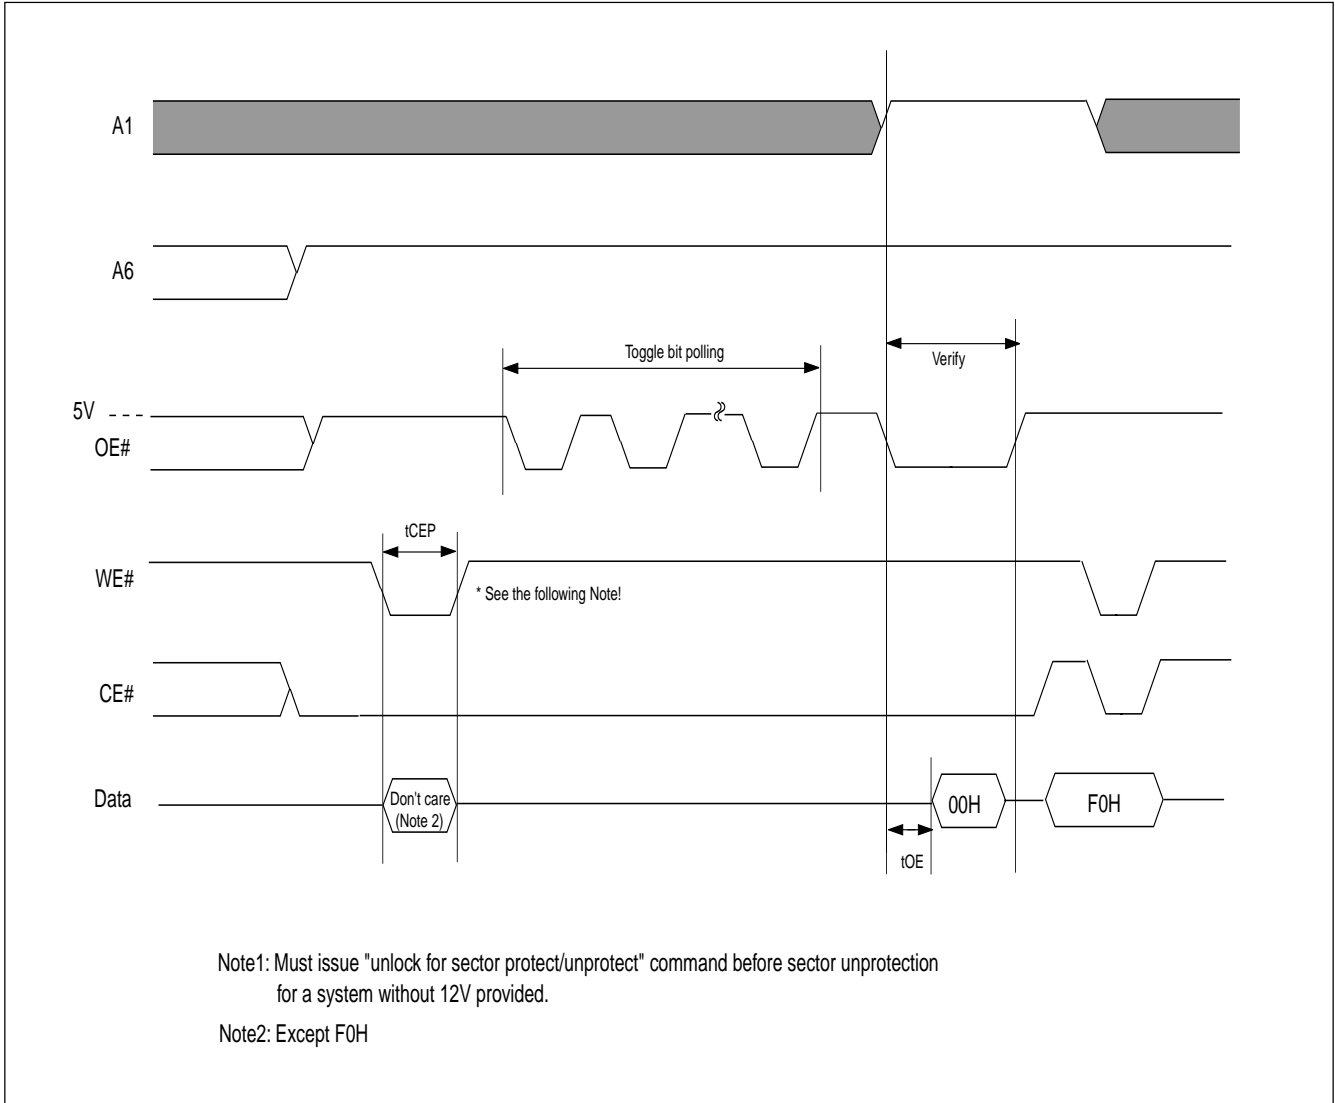 A1
A6
Toggle bit polling
Verify
5V
OE#
tCEP
WE#
* See the following Note!
CE#
Data
Don't care
(Note 2)
00H
F0H
tOE
Note1: Must issue "unlock for sector protect/unprotect" command before sector unprotection
for a system without 12V provided.
Note2: Except F0H